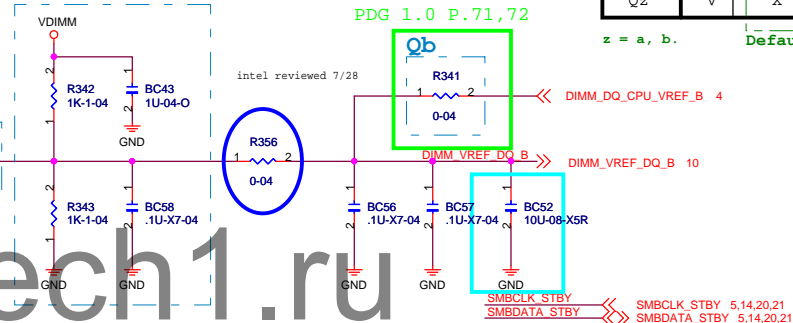 PDG 1.0 P.71,72
QZ V X
z = a, b.
VDIMM
Qb
intel reviewed 7/28
R342
1K-1-04
BC43
1U-04-O
GND
R341
1 2
0-04
DIMM_DQ_CPU_VREF_B 4
R356
1 2
0-04
DIMM_VREF_DQ_B
DIMM_VREF_DQ_B 10
R343
1K-1-04
BC58
.1U-X7-04
BC56
.1U-X7-04
BC57
.1U-X7-04
BC52
10U-08-X5R
GND
GND
GND
GND
GND
ech1.ru
SMBCLK_STBY
SMBDATA_STBY
SMBCLK_STBY 5,14,20,21
SMBDATA_STBY 5,14,20,21